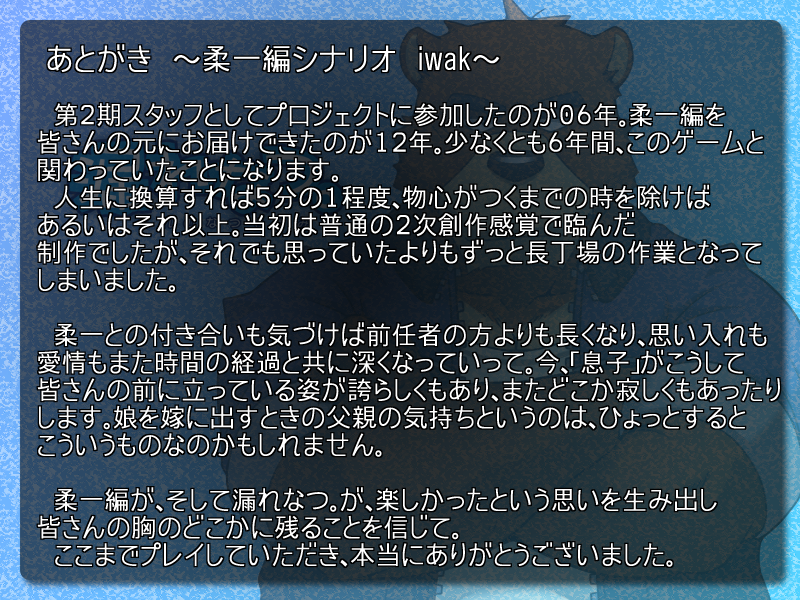 あとがき ～柔一編シナリオ iwak～
第2期スタッフとしてプロジェクトに参加したのが06年。柔一編を
皆さんの元にお届けできたのが12年。少なくとも6年間、このゲームと
関わっていたことになります。
人生に換算すれば5分の1程度、物心がつくまでの時を除けば
あるいはそれ以上。当初は普通の2次創作感覚で臨んだ
制作でしたが、それでも思っていたよりもずっと長丁場の作業となって
しまいました。
柔一との付き合いも気づけば前任者の方よりも長くなり、思い入れも
愛情もまた時間の経過と共に深くなっていって。今、「息子」がこうして
皆さんの前に立っている姿が誇らしくもあり、またどこか寂しくもあったり
します。娘を嫁に出すときの父親の気持ちというのは、ひょっとすると
こういうものなのかもしれません。
柔一編が、そして漏れなつ。が、楽しかったという思いを生み出し
皆さんの胸のどこかに残ることを信じて。
ここまでプレイしていただき、本当にありがとうございました。